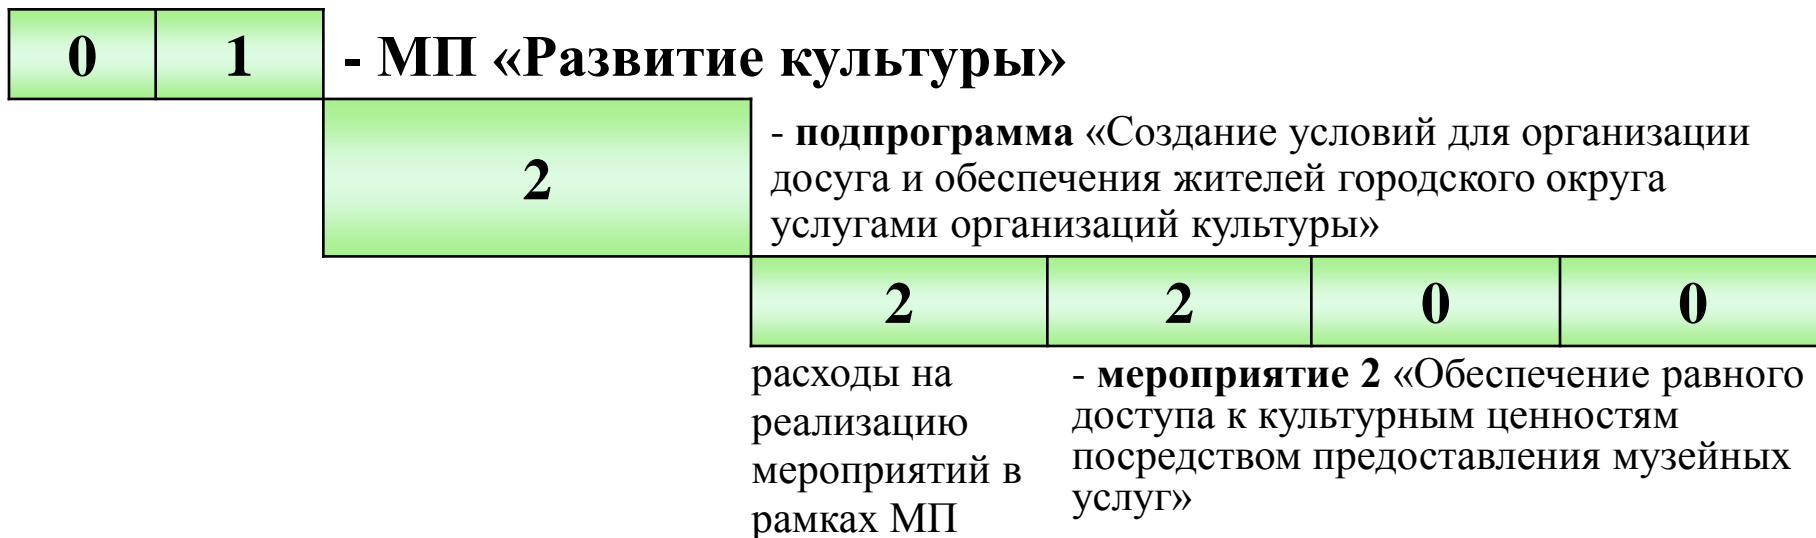 0 1 - МП «Развитие культуры»
2
- подпрограмма «Создание условий для организации
досуга и обеспечения жителей городского округа
услугами организаций культуры»
2 2 0 0
расходы на
реализацию
мероприятий в
рамках МП
- мероприятие 2 «Обеспечение равного
доступа к культурным ценностям
посредством предоставления музейных
услуг»